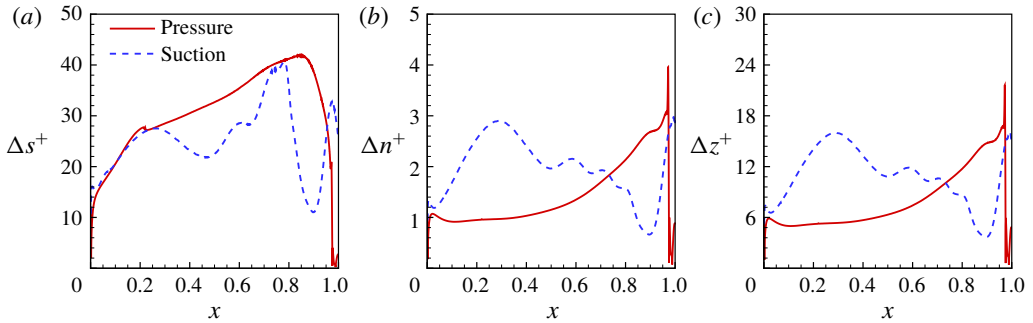 (a) 50 (b) 5 (c) 30
Pressure
Suction
40 4 24
30 3 18
Δs⁺ Δn⁺ Δz⁺
20 2 12
10 1 6
0 0.2 0.4 0.6 0.8 1.0 0 0.2 0.4 0.6 0.8 1.0 0 0.2 0.4 0.6 0.8 1.0
x x x